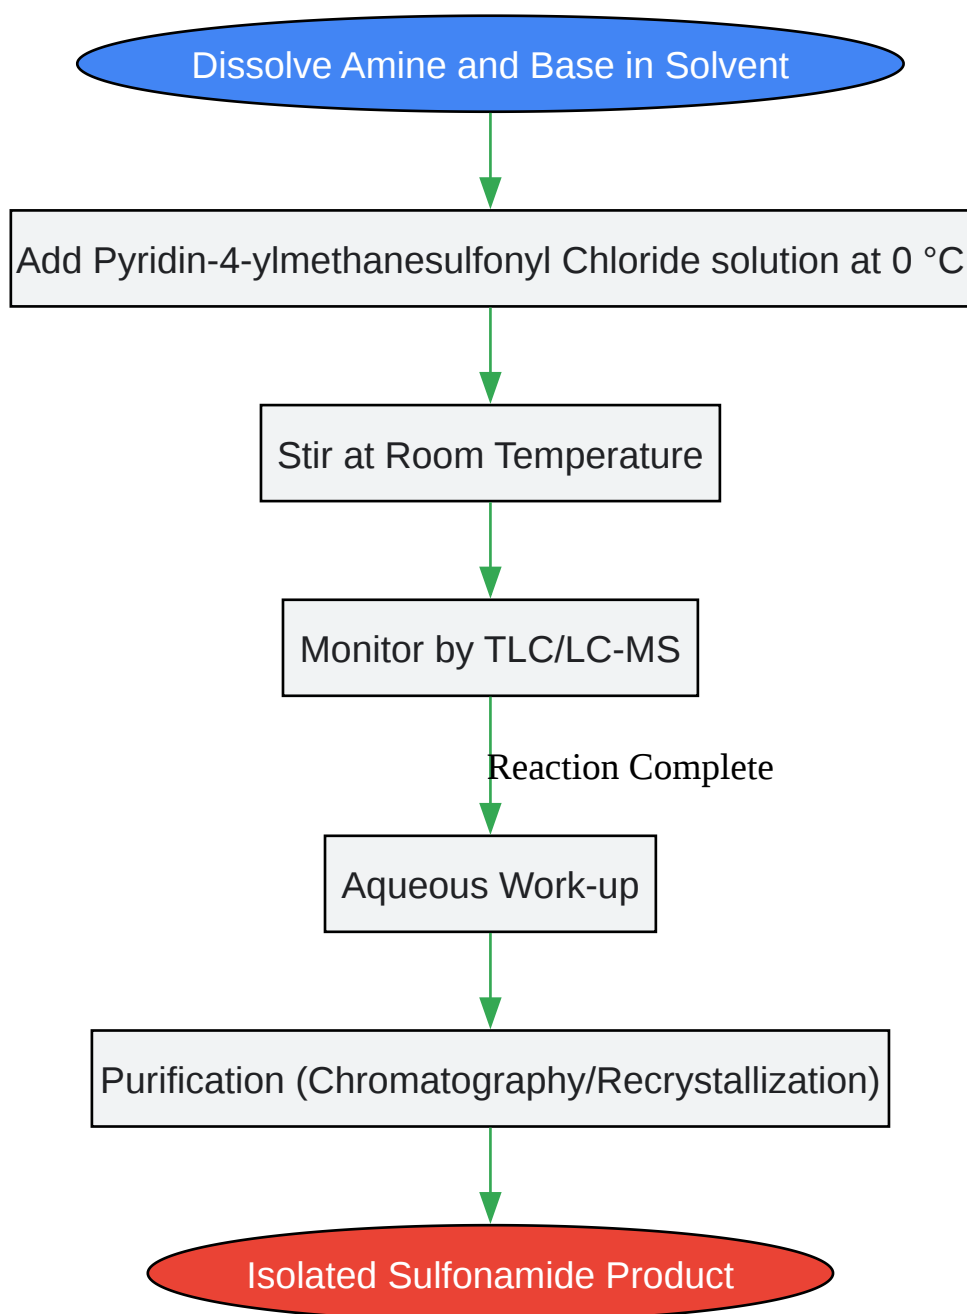 Dissolve Amine and Base in Solvent
Add Pyridin-4-ylmethanesulfonyl Chloride solution at 0 °C
Stir at Room Temperature
Monitor by TLC/LC-MS
Reaction Complete
Aqueous Work-up
Purification (Chromatography/Recrystallization)
Isolated Sulfonamide Product